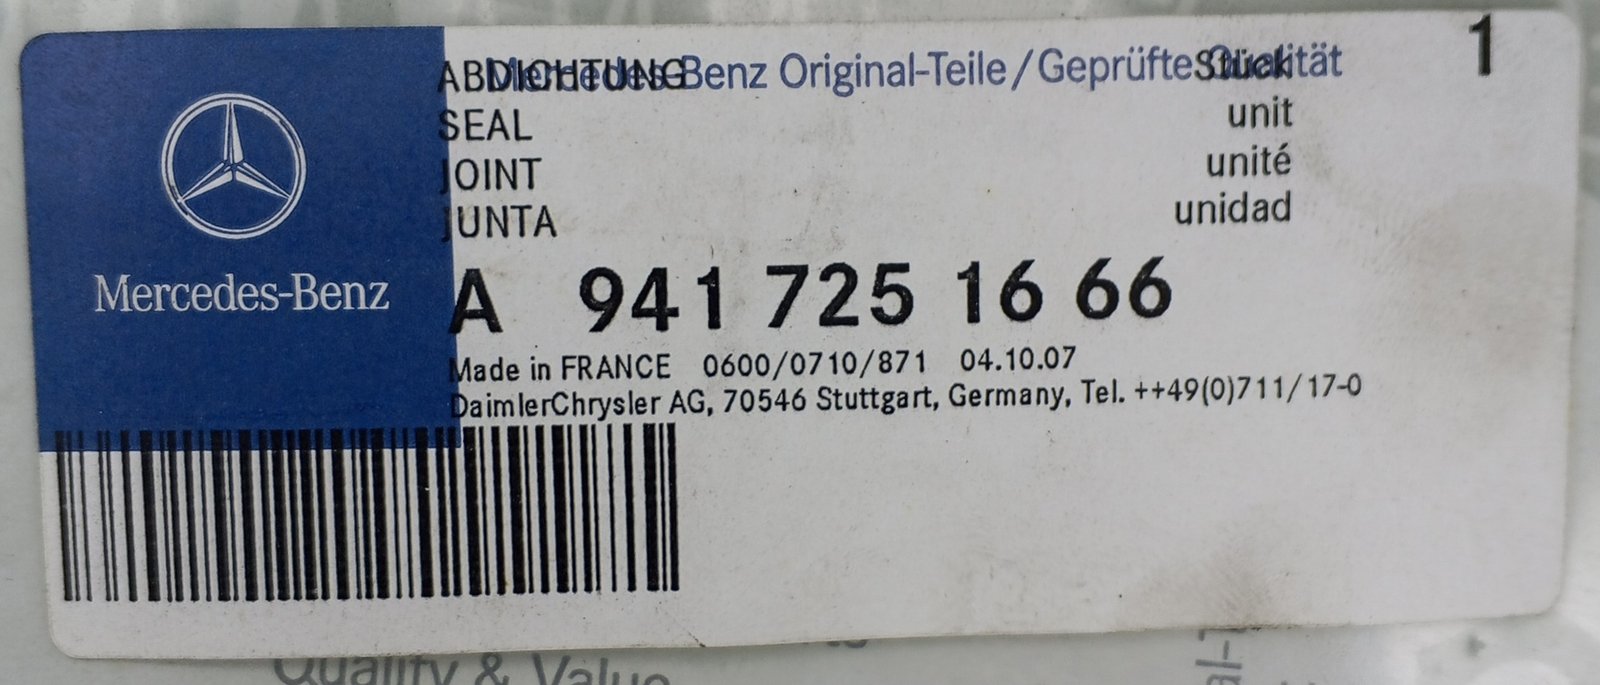 Mercedes-Benz Original-Teile/Geprüfte Qualität
ABDICHTUNG Stück 1
SEAL unit
JOINT unité
JUNTA unidad
Mercedes-Benz
A 941 725 16 66
Made in FRANCE 0600/0710/871 04.10.07
DaimlerChrysler AG, 70546 Stuttgart, Germany, Tel. ++49(0)711/17-0
Quality & Value